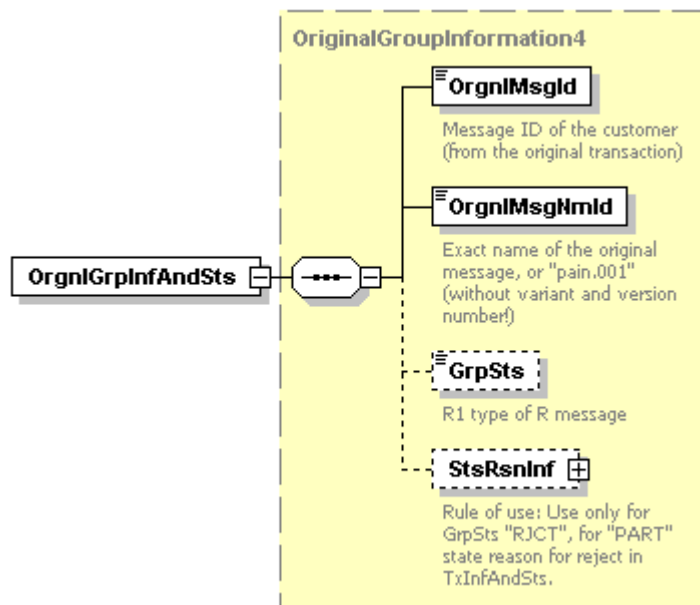 OriginalGroupInformation4
OrgnlMsgId
Message ID of the customer
(from the original transaction)
OrgnlMsgNmId
Exact name of the original
message, or "pain.001"
(without variant and version
number!)
OrgnlGrpInfAndSts
GrpSts
R1 type of R message
StsRsnInf
Rule of use: Use only for
GrpSts "RJCT", for "PART"
state reason for reject in
TxInfAndSts.